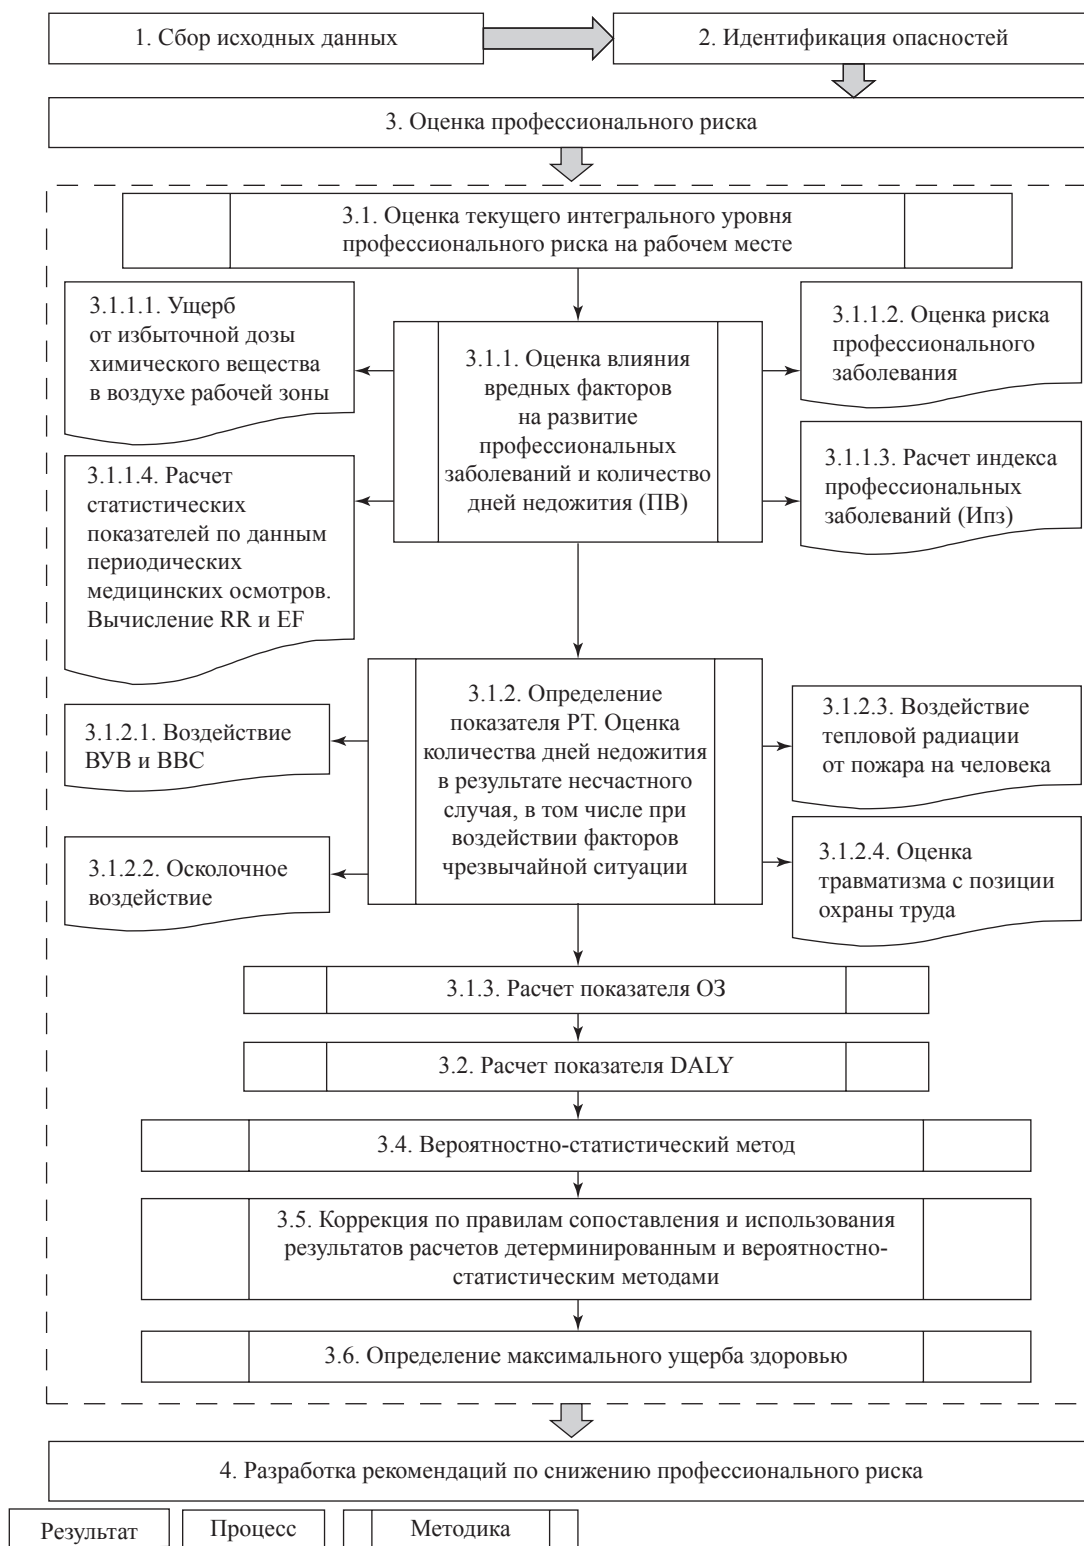 1. Сбор исходных данных
2. Идентификация опасностей
3. Оценка профессионального риска
3.1. Оценка текущего интегрального уровня
профессионального риска на рабочем месте
3.1.1.1. Ущерб
от избыточной дозы
химического вещества
в воздухе рабочей зоны
3.1.1. Оценка влияния
вредных факторов
на развитие
профессиональных
заболеваний и количество
дней недожития (ПВ)
3.1.1.2. Оценка риска
профессионального
заболевания
3.1.1.4. Расчет
статистических
показателей по данным
периодических
медицинских осмотров.
Вычисление RR и EF
3.1.1.3. Расчет индекса
профессиональных
заболеваний (Ипз)
3.1.2. Определение
показателя РТ. Оценка
количества дней недожития
в результате несчастного
случая, в том числе при
воздействии факторов
чрезвычайной ситуации
3.1.2.1. Воздействие
ВУВ и ВВС
3.1.2.3. Воздействие
тепловой радиации
от пожара на человека
3.1.2.2. Осколочное
воздействие
3.1.2.4. Оценка
травматизма с позиции
охраны труда
3.1.3. Расчет показателя ОЗ
3.2. Расчет показателя DALY
3.4. Вероятностно-статистический метод
3.5. Коррекция по правилам сопоставления и использования
результатов расчетов детерминированным и вероятностно-
статистическим методами
3.6. Определение максимального ущерба здоровью
4. Разработка рекомендаций по снижению профессионального риска
Результат
Процесс
Методика